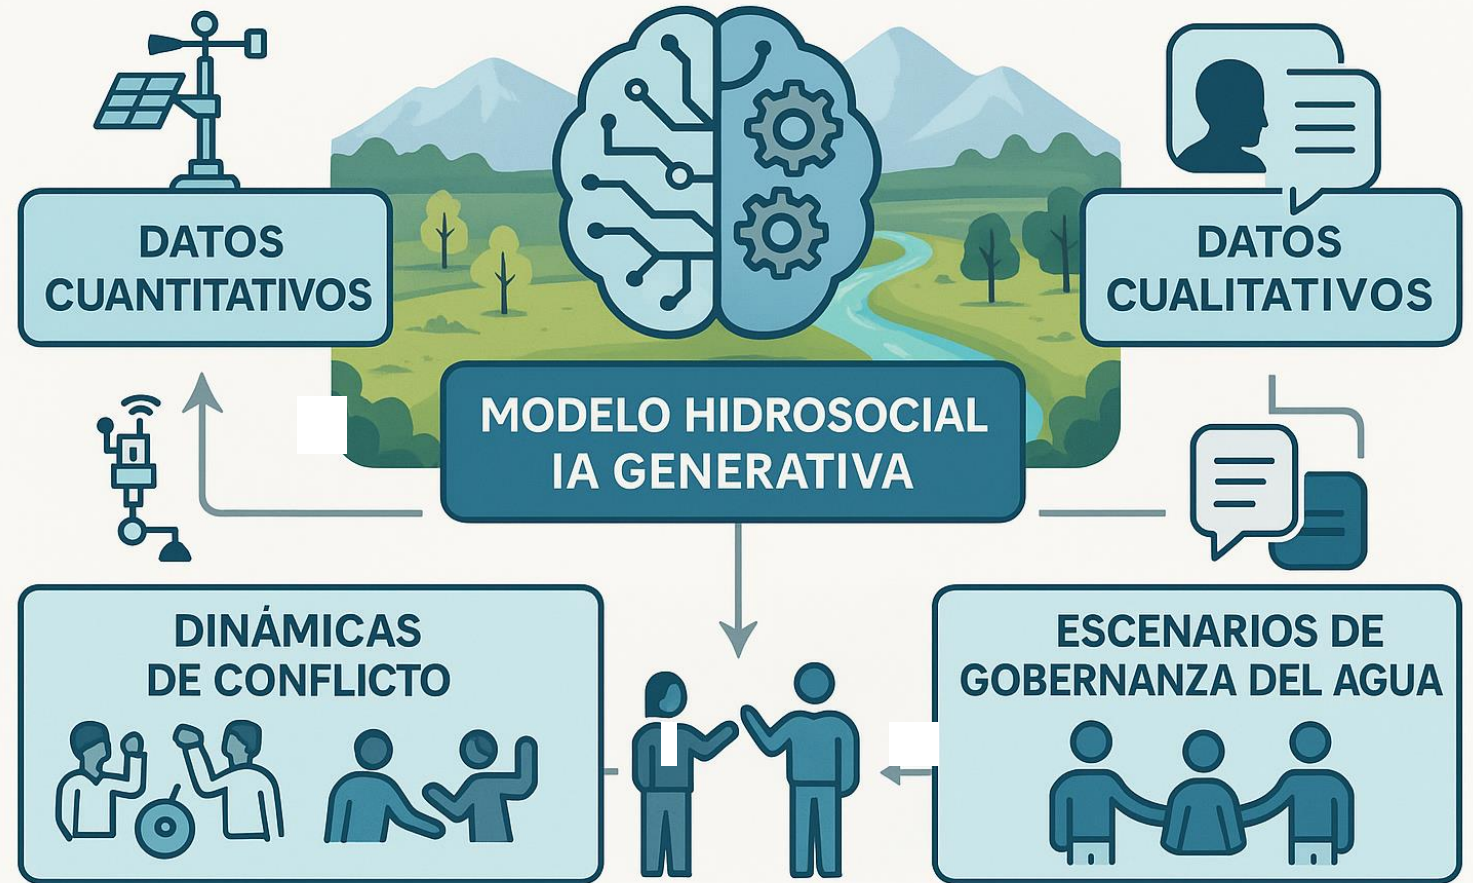 DATOS
CUANTITATIVOS
DATOS
CUALITATIVOS
MODELO HIDROSOCIAL
IA GENERATIVA
DINÁMICAS
DE CONFLICTO
ESCENARIOS DE
GOBERNANZA DEL AGUA